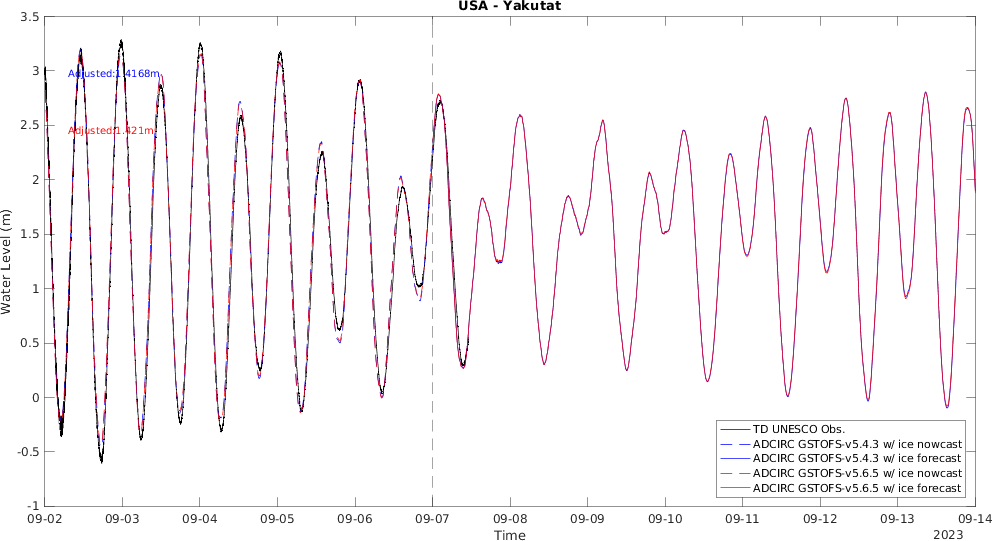 USA - Yakutat
3.5
3
2.5
2
1.5
1
0.5
0
-0.5
-1
Water Level (m)
Adjusted:1.4168m
Adjusted:1.421m
TD UNESCO Obs.
ADCIRC GSTOFS-v5.4.3 w/ ice nowcast
ADCIRC GSTOFS-v5.4.3 w/ ice forecast
ADCIRC GSTOFS-v5.6.5 w/ ice nowcast
ADCIRC GSTOFS-v5.6.5 w/ ice forecast
09-02 09-03 09-04 09-05 09-06 09-07 09-08 09-09 09-10 09-11 09-12 09-13 09-14
Time
2023